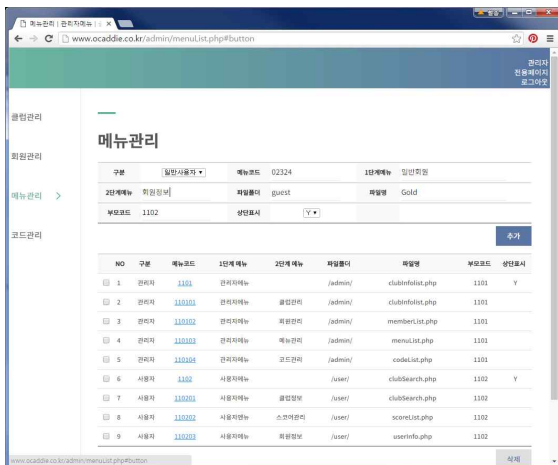 메뉴관리 | 관리자메뉴 | s
www.ocaddie.co.kr/admin/menuList.php#button
관리자
전용페이지
로그아웃
클럽관리
회원관리
메뉴관리 >
코드관리
메뉴관리
구분 일반사용자 메뉴코드 02324 1단계메뉴 일반회원
2단계메뉴 회원정보 파일폴더 guest 파일명 Gold
부모코드 1102 상단표시 Y
추가
NO 구분 메뉴코드 1단계 메뉴 2단계 메뉴 파일폴더 파일명 부모코드 상단표시
1 관리자 1101 관리자메뉴 /admin/ clubInfolist.php 1101 Y
2 관리자 110101 관리자메뉴 클럽관리 /admin/ clubInfolist.php 1101
3 관리자 110102 관리자메뉴 회원관리 /admin/ memberList.php 1101
4 관리자 110103 관리자메뉴 메뉴관리 /admin/ menuList.php 1101
5 관리자 110104 관리자메뉴 코드관리 /admin/ codeList.php 1101
6 사용자 1102 사용자메뉴 /user/ clubSearch.php 1102 Y
7 사용자 110201 사용자메뉴 클럽정보 /user/ clubSearch.php 1102
8 사용자 110202 사용자멘뉴 스코어관리 /user/ scoreList.php 1102
9 사용자 110203 사용자메뉴 회원정보 /user/ userInfo.php 1102
삭제
www.ocaddie.co.kr/admin/menuList.php#button